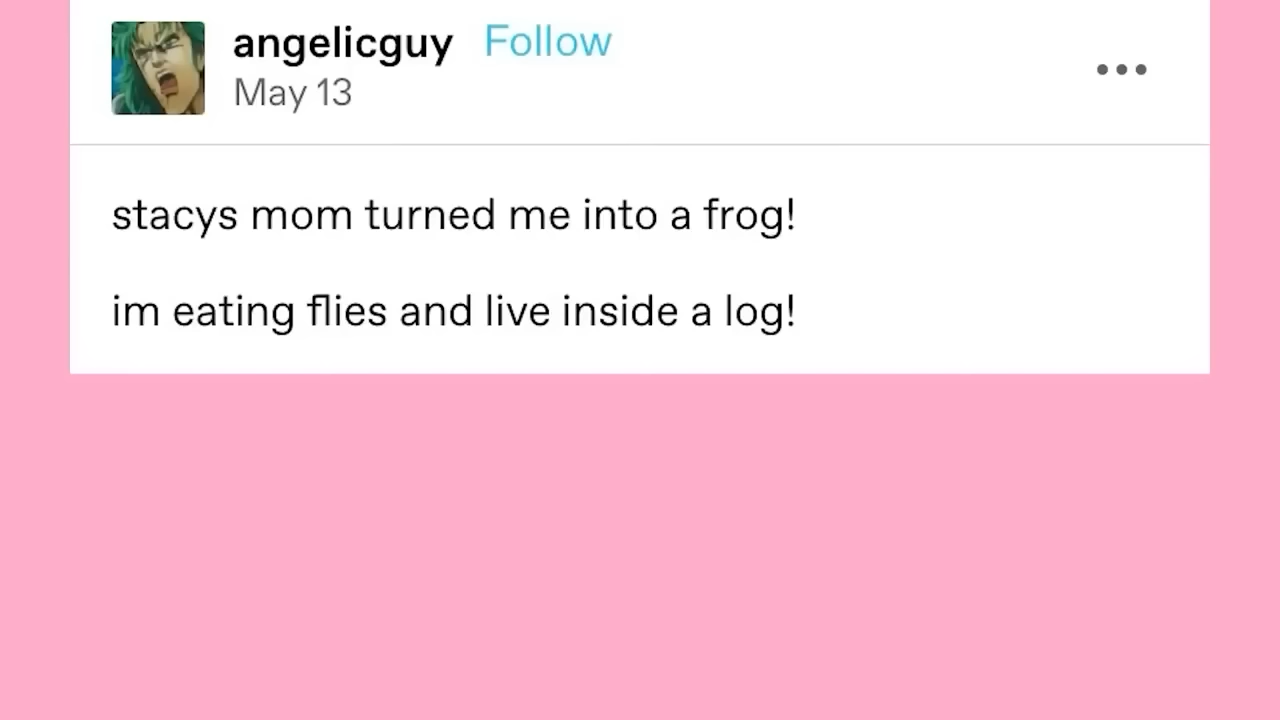 angelicguy Follow
May 13
stacys mom turned me into a frog!
im eating flies and live inside a log!